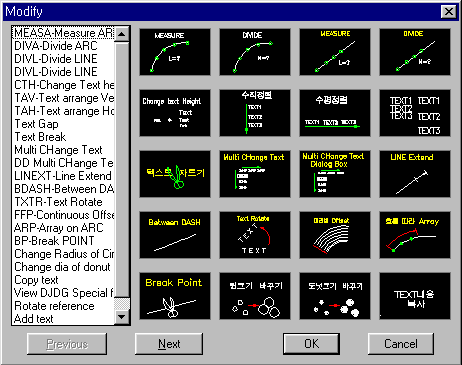 Modify
MEASA-Measure AR
DIVA-Divide ARC
DIVL-Divide LINE
DIVL-Divide LINE
CTH-Change Text he
TAV-Text arrange Ve
TAH-Text arrange Ho
Text Gap
Text Break
Multi CHange Text
DD Multi CHange Te
LINEXT-Line Extend
BDASH-Between DA
TXTR-Text Rotate
FFP-Continuous Offse
ARP-Array on ARC
BP-Break POINT
Change Radius of Cir
Change dia of donut
Copy text
View DJDG Special f
Rotate reference
Add text
MEASURE
L=?
DIVIDE
N=?
MEASURE
L=?
DIVIDE
N=?
Change text Height
Text
Text
수직정렬
TEXT1
TEXT2
TEXT3
수평정렬
TEXT1 TEXT2 TEXT3
TEXT1 TEXT1
TEXT2
TEXT3 TEXT2
TEXT3
텍스트 자르기
Multi CHange Text
Multi CHange Text
Dialog Box
LINE Extend
Between DASH
Text Rotate
TEXT
TEXT
미리비 Offset
호를 따라 Array
Break Point
원크기 바꾸기
도넛크기 바꾸기
TEXT내용
복사
Previous
Next
OK
Cancel